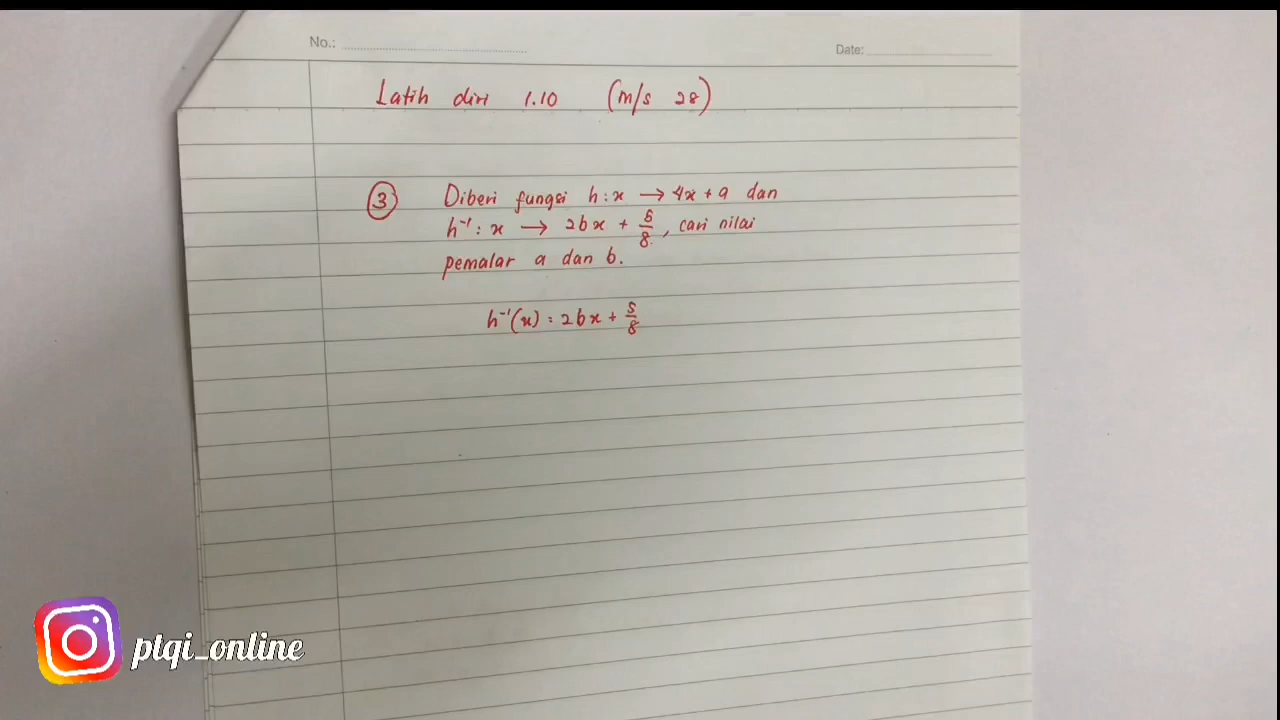 No.: Date:
Latih diri 1.10 (m/s 28)
③ Diberi fungsi h : x → 4x + a dan
h⁻¹ : x → 2bx + 5/8, cari nilai
pemalar a dan b.
h⁻¹(x) = 2bx + 5/8
ptqi_online